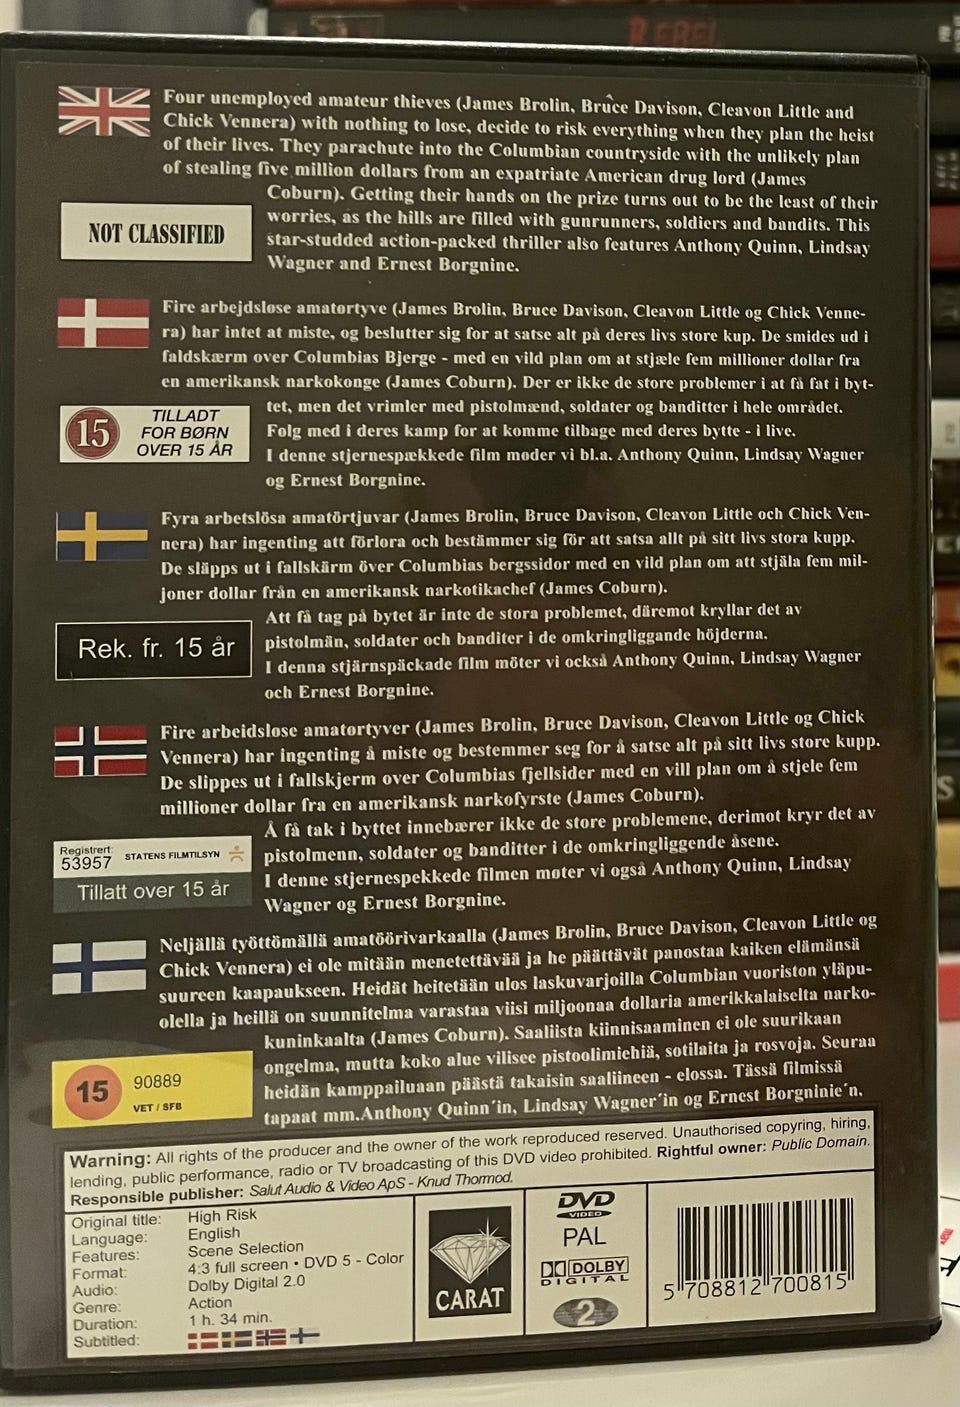 REBEL
Four unemployed amateur thieves (James Brolin, Bruce Davison, Cleavon Little and
Chick Vennera) with nothing to lose, decide to risk everything when they plan the heist
of their lives. They parachute into the Columbian countryside with the unlikely plan
of stealing five million dollars from an expatriate American drug lord (James
Coburn). Getting their hands on the prize turns out to be the least of their
worries, as the hills are filled with gunrunners, soldiers and bandits. This
star-studded action-packed thriller also features Anthony Quinn, Lindsay
Wagner and Ernest Borgnine.
NOT CLASSIFIED
Fire arbejdsløse amatørtyve (James Brolin, Bruce Davison, Cleavon Little og Chick Venne-
ra) har intet at miste, og beslutter sig for at satse alt på deres livs store kup. De smides ud i
faldskærm over Columbias Bjerge - med en vild plan om at stjæle fem millioner dollar fra
en amerikansk narkokonge (James Coburn). Der er ikke de store problemer i at få fat i byt-
tet, men det vrimler med pistolmænd, soldater og banditter i hele området.
Følg med i deres kamp for at komme tilbage med deres bytte - i live.
I denne stjernespækkede film møder vi bl.a. Anthony Quinn, Lindsay Wagner
og Ernest Borgnine.
15
TILLADT
FOR BØRN
OVER 15 ÅR
Fyra arbetslösa amatörtjuvar (James Brolin, Bruce Davison, Cleavon Little och Chick Ven-
nera) har ingenting att förlora och bestämmer sig för att satsa allt på sitt livs stora kupp.
De släpps ut i fallskärm över Columbias bergssidor med en vild plan om att stjäla fem mil-
joner dollar från en amerikansk narkotikachef (James Coburn).
Att få tag på bytet är inte de stora problemet, däremot kryllar det av
pistolmän, soldater och banditer i de omkringliggande höjderna.
I denna stjärnspäckade film möter vi också Anthony Quinn, Lindsay Wagner
och Ernest Borgnine.
Rek. fr. 15 år
Fire arbeidsløse amatørtyver (James Brolin, Bruce Davison, Cleavon Little og Chick
Vennera) har ingenting å miste og bestemmer seg for å satse alt på sitt livs store kupp.
De slippes ut i fallskjerm over Columbias fjellsider med en vill plan om å stjele fem
millioner dollar fra en amerikansk narkofyrste (James Coburn).
Å få tak i byttet innebærer ikke de store problemene, derimot kryr det av
pistolmenn, soldater og banditter i de omkringliggende åsene.
I denne stjernespekkede filmen møter vi også Anthony Quinn, Lindsay
Wagner og Ernest Borgnine.
Registrert:
53957 STATENS FILMTILSYN
Tillatt over 15 år
Neljällä työttömällä amatöörivarkaalla (James Brolin, Bruce Davison, Cleavon Little og
Chick Vennera) ei ole mitään menetettävää ja he päättävät panostaa kaiken elämänsä
suureen kaapaukseen. Heidät heitetään ulos laskuvarjoilla Columbian vuoriston yläpu-
olella ja heillä on suunnitelma varastaa viisi miljoonaa dollaria amerikkalaiselta narko-
kuninkaalta (James Coburn). Saaliista kiinnisaaminen ei ole suurikaan
ongelma, mutta koko alue vilisee pistoolimiehiä, sotilaita ja rosvoja. Seuraa
heidän kamppailuaan päästä takaisin saaliineen - elossa. Tässä filmissä
tapaat mm.Anthony Quinn´in, Lindsay Wagner´in og Ernest Borgninie´n.
15
90889
VET / SFB
Warning: All rights of the producer and the owner of the work reproduced reserved. Unauthorised copying, hiring,
lending, public performance, radio or TV broadcasting of this DVD video prohibited. Rightful owner: Public Domain.
Responsible publisher: Salut Audio & Video ApS - Knud Thormod.
Original title: High Risk
Language: English
Features: Scene Selection
Format: 4:3 full screen • DVD 5 - Color
Audio: Dolby Digital 2.0
Genre: Action
Duration: 1 h. 34 min.
Subtitled:
CARAT
DVD
VIDEO
PAL
DOLBY
DIGITAL
2
5 708812 700815